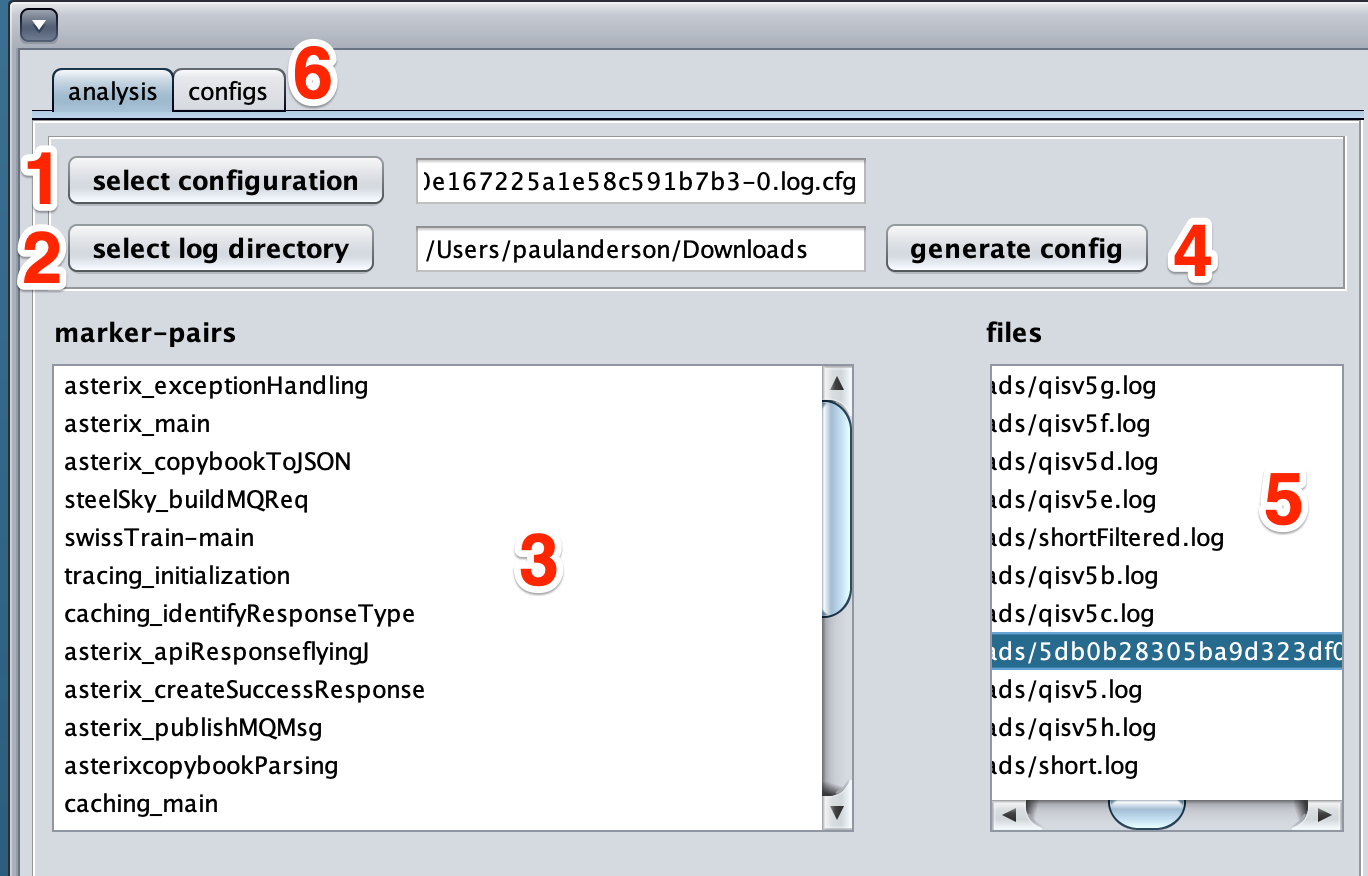 analysis configs 6
1 select configuration 0e167225a1e58c591b7b3-0.log.cfg
2 select log directory /Users/paulanderson/Downloads generate config 4
marker-pairs
asterix_exceptionHandling
asterix_main
asterix_copybookToJSON
steelSky_buildMQReq
swissTrain-main
tracing_initialization
caching_identifyResponseType
asterix_apiResponseflyingJ
asterix_createSuccessResponse
asterix_publishMQMsg
asterixcopybookParsing
caching_main
3
files
ads/qisv5g.log
ads/qisv5f.log
ads/qisv5d.log
ads/qisv5e.log
ads/shortFiltered.log
ads/qisv5b.log
ads/qisv5c.log
ads/5db0b28305ba9d323df0
ads/qisv5.log
ads/qisv5h.log
ads/short.log
5